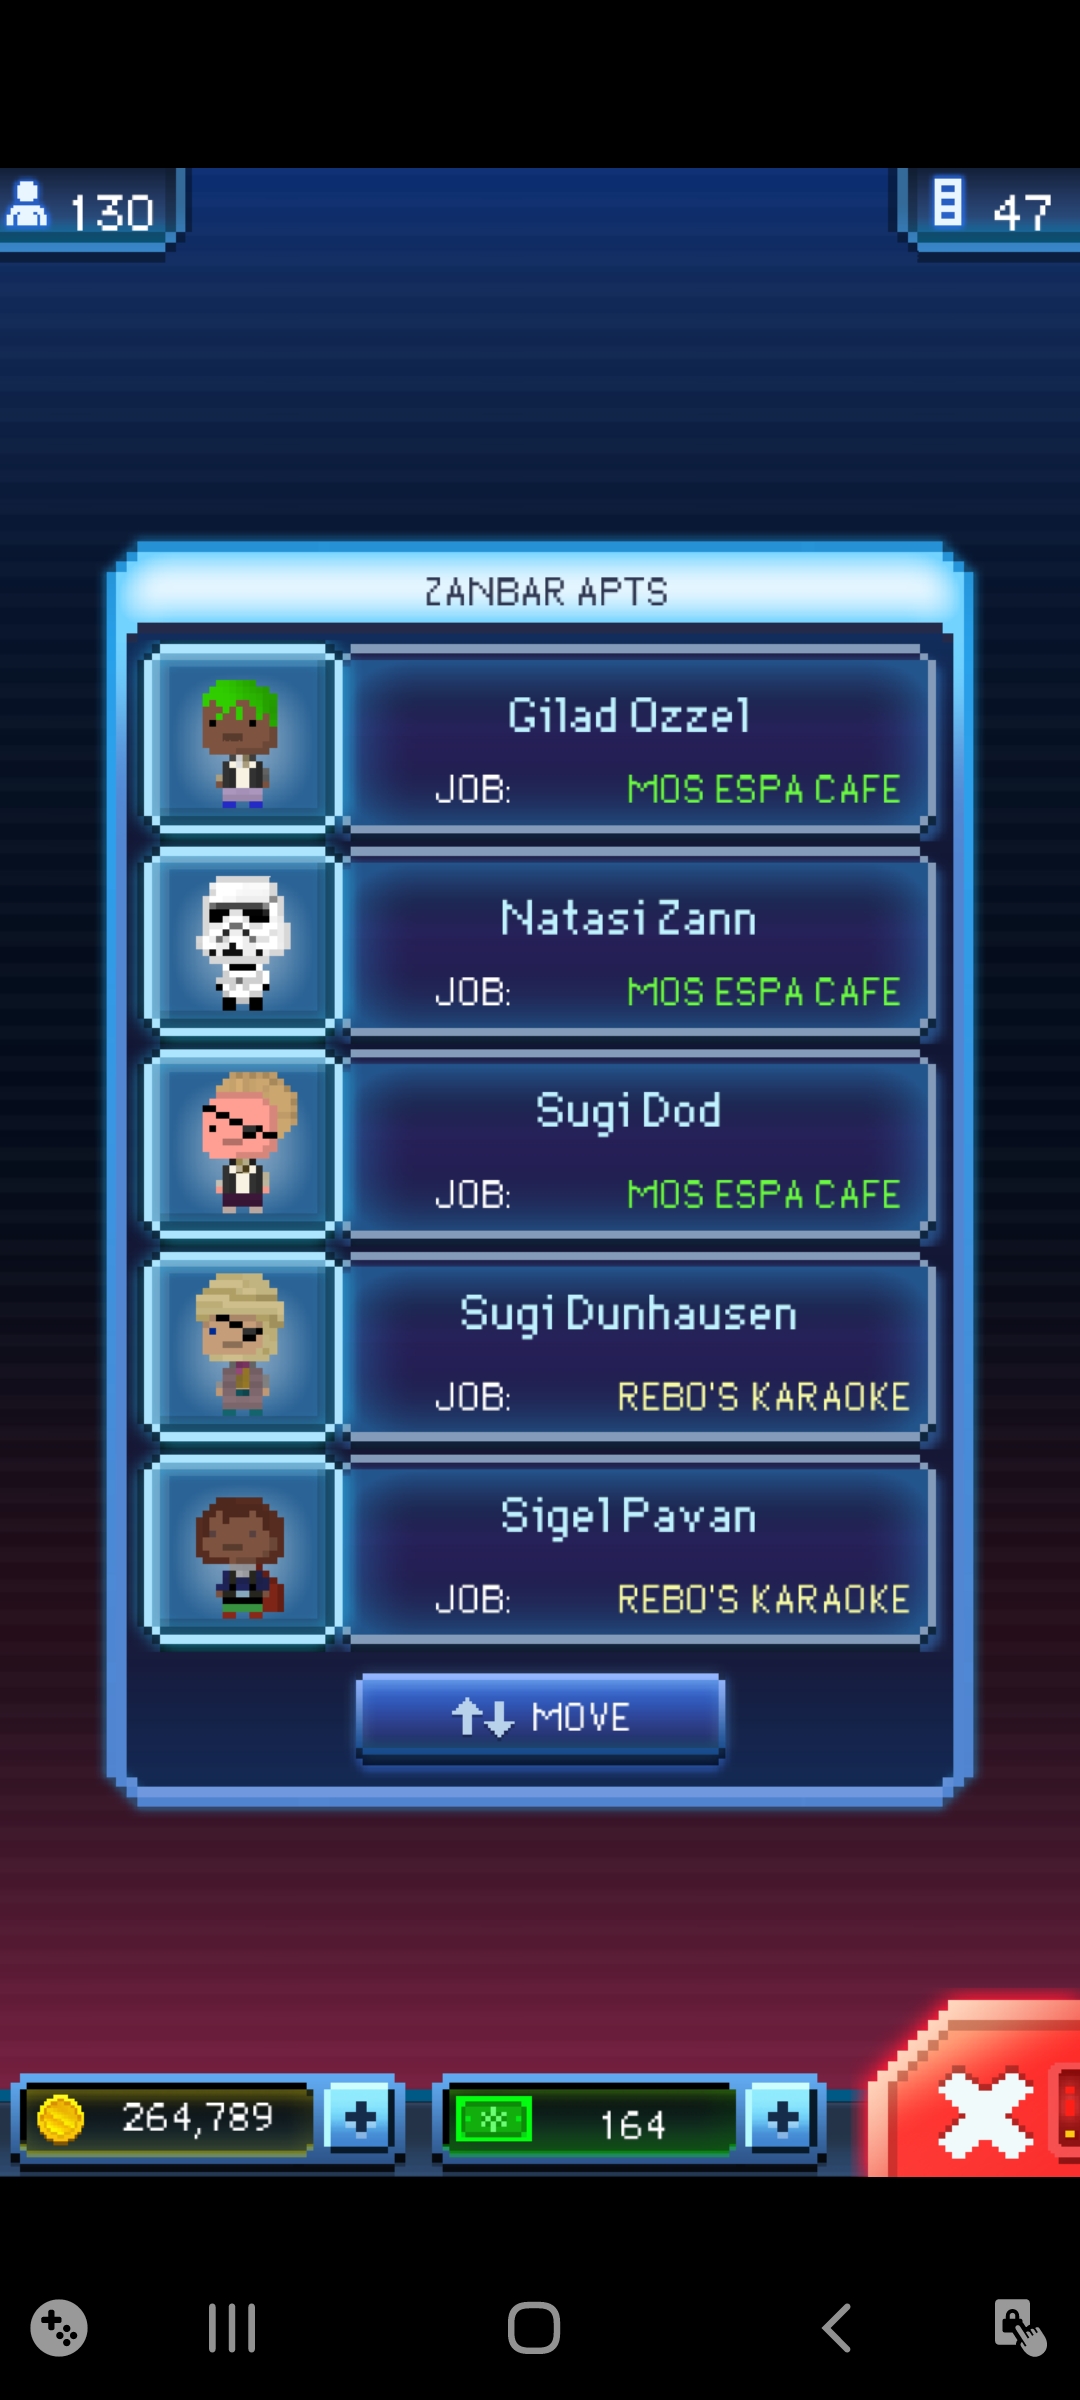 130
47
ZANBAR APTS
Gilad Ozzel
JOB: MOS ESPA CAFE
Natasi Zann
JOB: MOS ESPA CAFE
Sugi Dod
JOB: MOS ESPA CAFE
Sugi Dunhausen
JOB: REBO'S KARAOKE
Sigel Pavan
JOB: REBO'S KARAOKE
MOVE
264,789
164